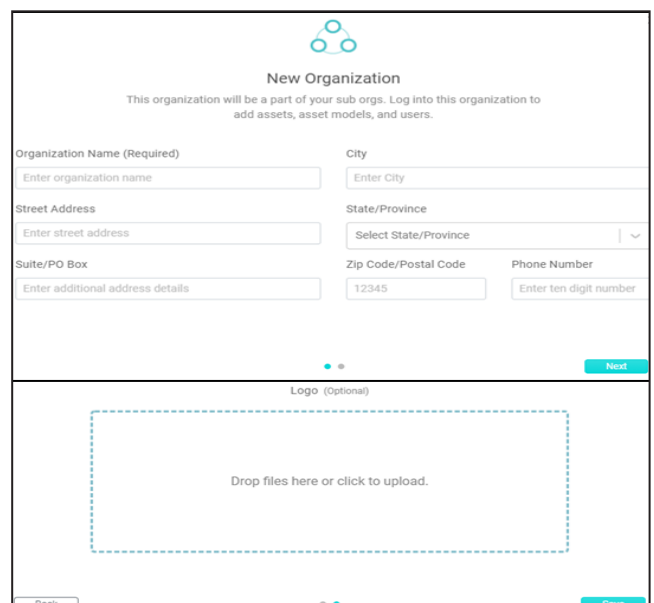 New Organization
This organization will be a part of your sub orgs. Log into this organization to
add assets, asset models, and users.
Organization Name (Required)
City
Enter organization name
Enter City
Street Address
State/Province
Enter street address
Select State/Province
Suite/PO Box
Zip Code/Postal Code
Phone Number
Enter additional address details
12345
Enter ten digit number
Next
Logo (Optional)
Drop files here or click to upload.
Back
Save